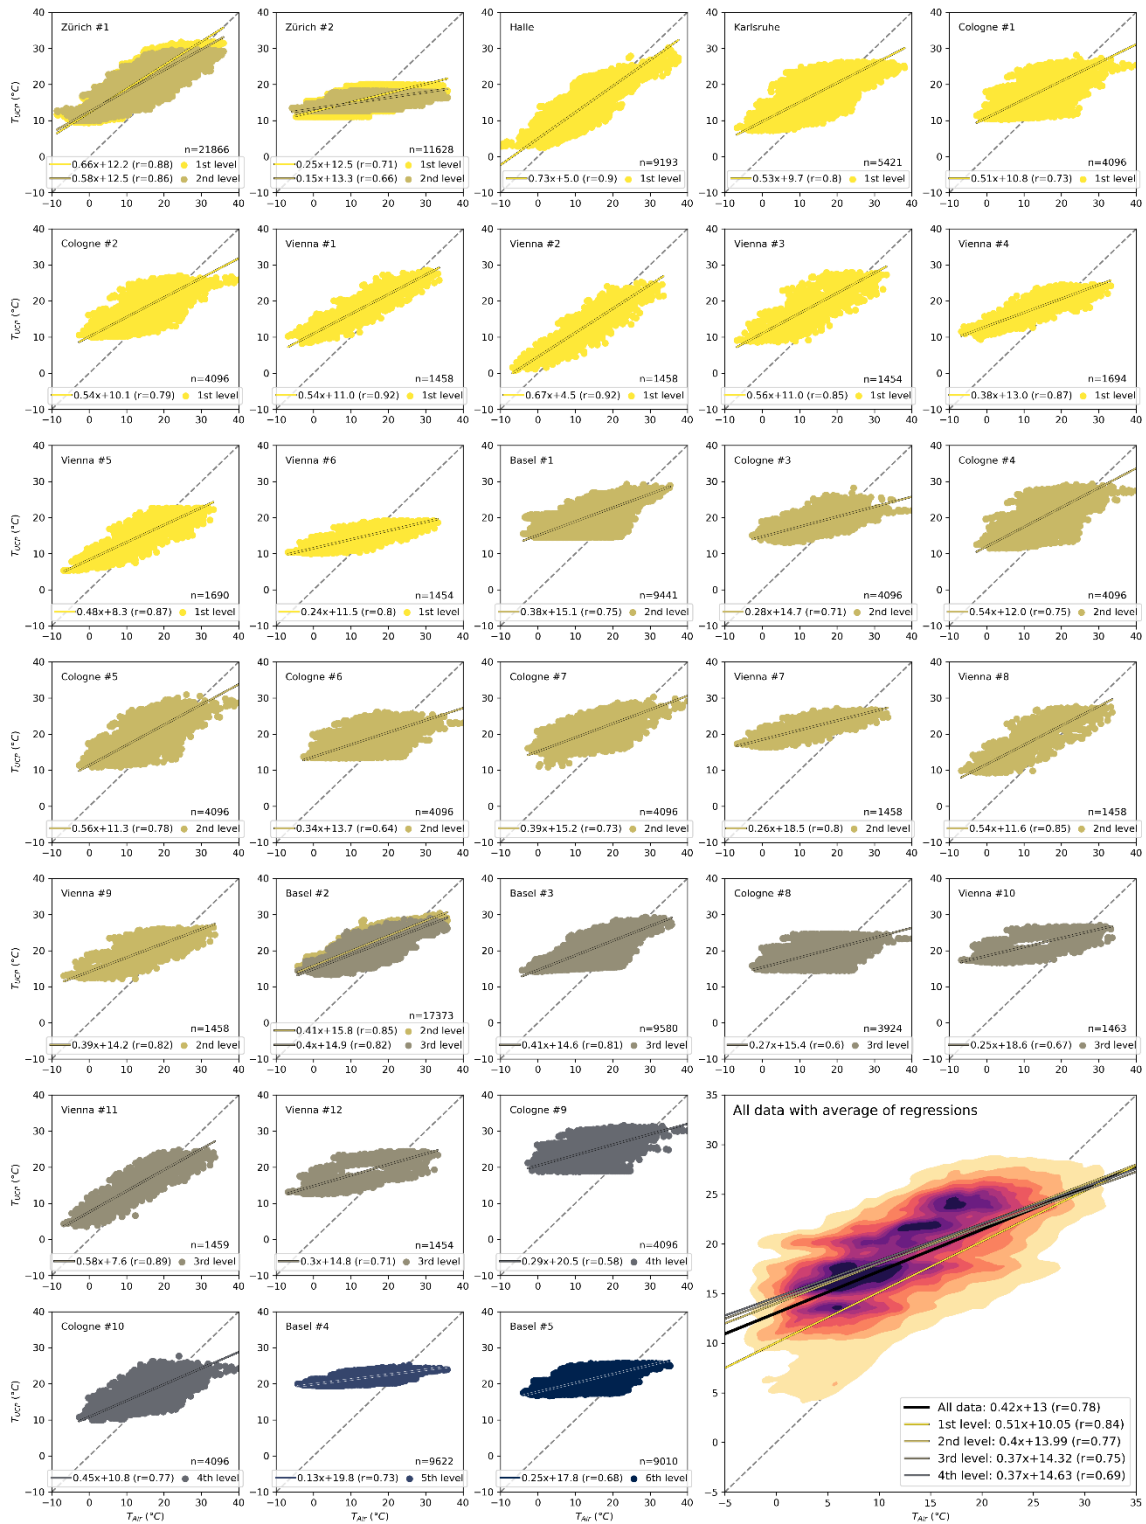 Zürich #1
n=21866
0.66x+12.2 (r=0.88) 1st level
0.58x+12.5 (r=0.86) 2nd level
Zürich #2
n=11628
0.25x+12.5 (r=0.71) 1st level
0.15x+13.3 (r=0.66) 2nd level
Halle
n=9193
0.73x+5.0 (r=0.9) 1st level
Karlsruhe
n=5421
0.53x+9.7 (r=0.8) 1st level
Cologne #1
n=4096
0.51x+10.8 (r=0.73) 1st level
Cologne #2
n=4096
0.54x+10.1 (r=0.79) 1st level
Vienna #1
n=1458
0.54x+11.0 (r=0.92) 1st level
Vienna #2
n=1458
0.67x+4.5 (r=0.92) 1st level
Vienna #3
n=1454
0.56x+11.0 (r=0.85) 1st level
Vienna #4
n=1694
0.38x+13.0 (r=0.87) 1st level
Vienna #5
n=1690
0.48x+8.3 (r=0.87) 1st level
Vienna #6
n=1454
0.24x+11.5 (r=0.8) 1st level
Basel #1
n=9441
0.38x+15.1 (r=0.75) 2nd level
Cologne #3
n=4096
0.28x+14.7 (r=0.71) 2nd level
Cologne #4
n=4096
0.54x+12.0 (r=0.75) 2nd level
Cologne #5
n=4096
0.56x+11.3 (r=0.78) 2nd level
Cologne #6
n=4096
0.34x+13.7 (r=0.64) 2nd level
Cologne #7
n=4096
0.39x+15.2 (r=0.73) 2nd level
Vienna #7
n=1458
0.26x+18.5 (r=0.8) 2nd level
Vienna #8
n=1458
0.54x+11.6 (r=0.85) 2nd level
Vienna #9
n=1458
0.39x+14.2 (r=0.82) 2nd level
Basel #2
n=17373
0.41x+15.8 (r=0.85) 2nd level
0.4x+14.9 (r=0.82) 3rd level
Basel #3
n=9580
0.41x+14.6 (r=0.81) 3rd level
Cologne #8
n=3924
0.27x+15.4 (r=0.6) 3rd level
Vienna #10
n=1463
0.25x+18.6 (r=0.67) 3rd level
Vienna #11
n=1459
0.58x+7.6 (r=0.89) 3rd level
Vienna #12
n=1454
0.3x+14.8 (r=0.71) 3rd level
Cologne #9
n=4096
0.29x+20.5 (r=0.58) 4th level
All data with average of regressions
All data: 0.42x+13 (r=0.78)
1st level: 0.51x+10.05 (r=0.84)
2nd level: 0.4x+13.99 (r=0.77)
3rd level: 0.37x+14.32 (r=0.75)
4th level: 0.37x+14.63 (r=0.69)
Cologne #10
n=4096
0.45x+10.8 (r=0.77) 4th level
Basel #4
n=9622
0.13x+19.8 (r=0.73) 5th level
Basel #5
n=9010
0.25x+17.8 (r=0.68) 6th level
T_Air (°C)
T_Air (°C)
T_Air (°C)
T_Air (°C)